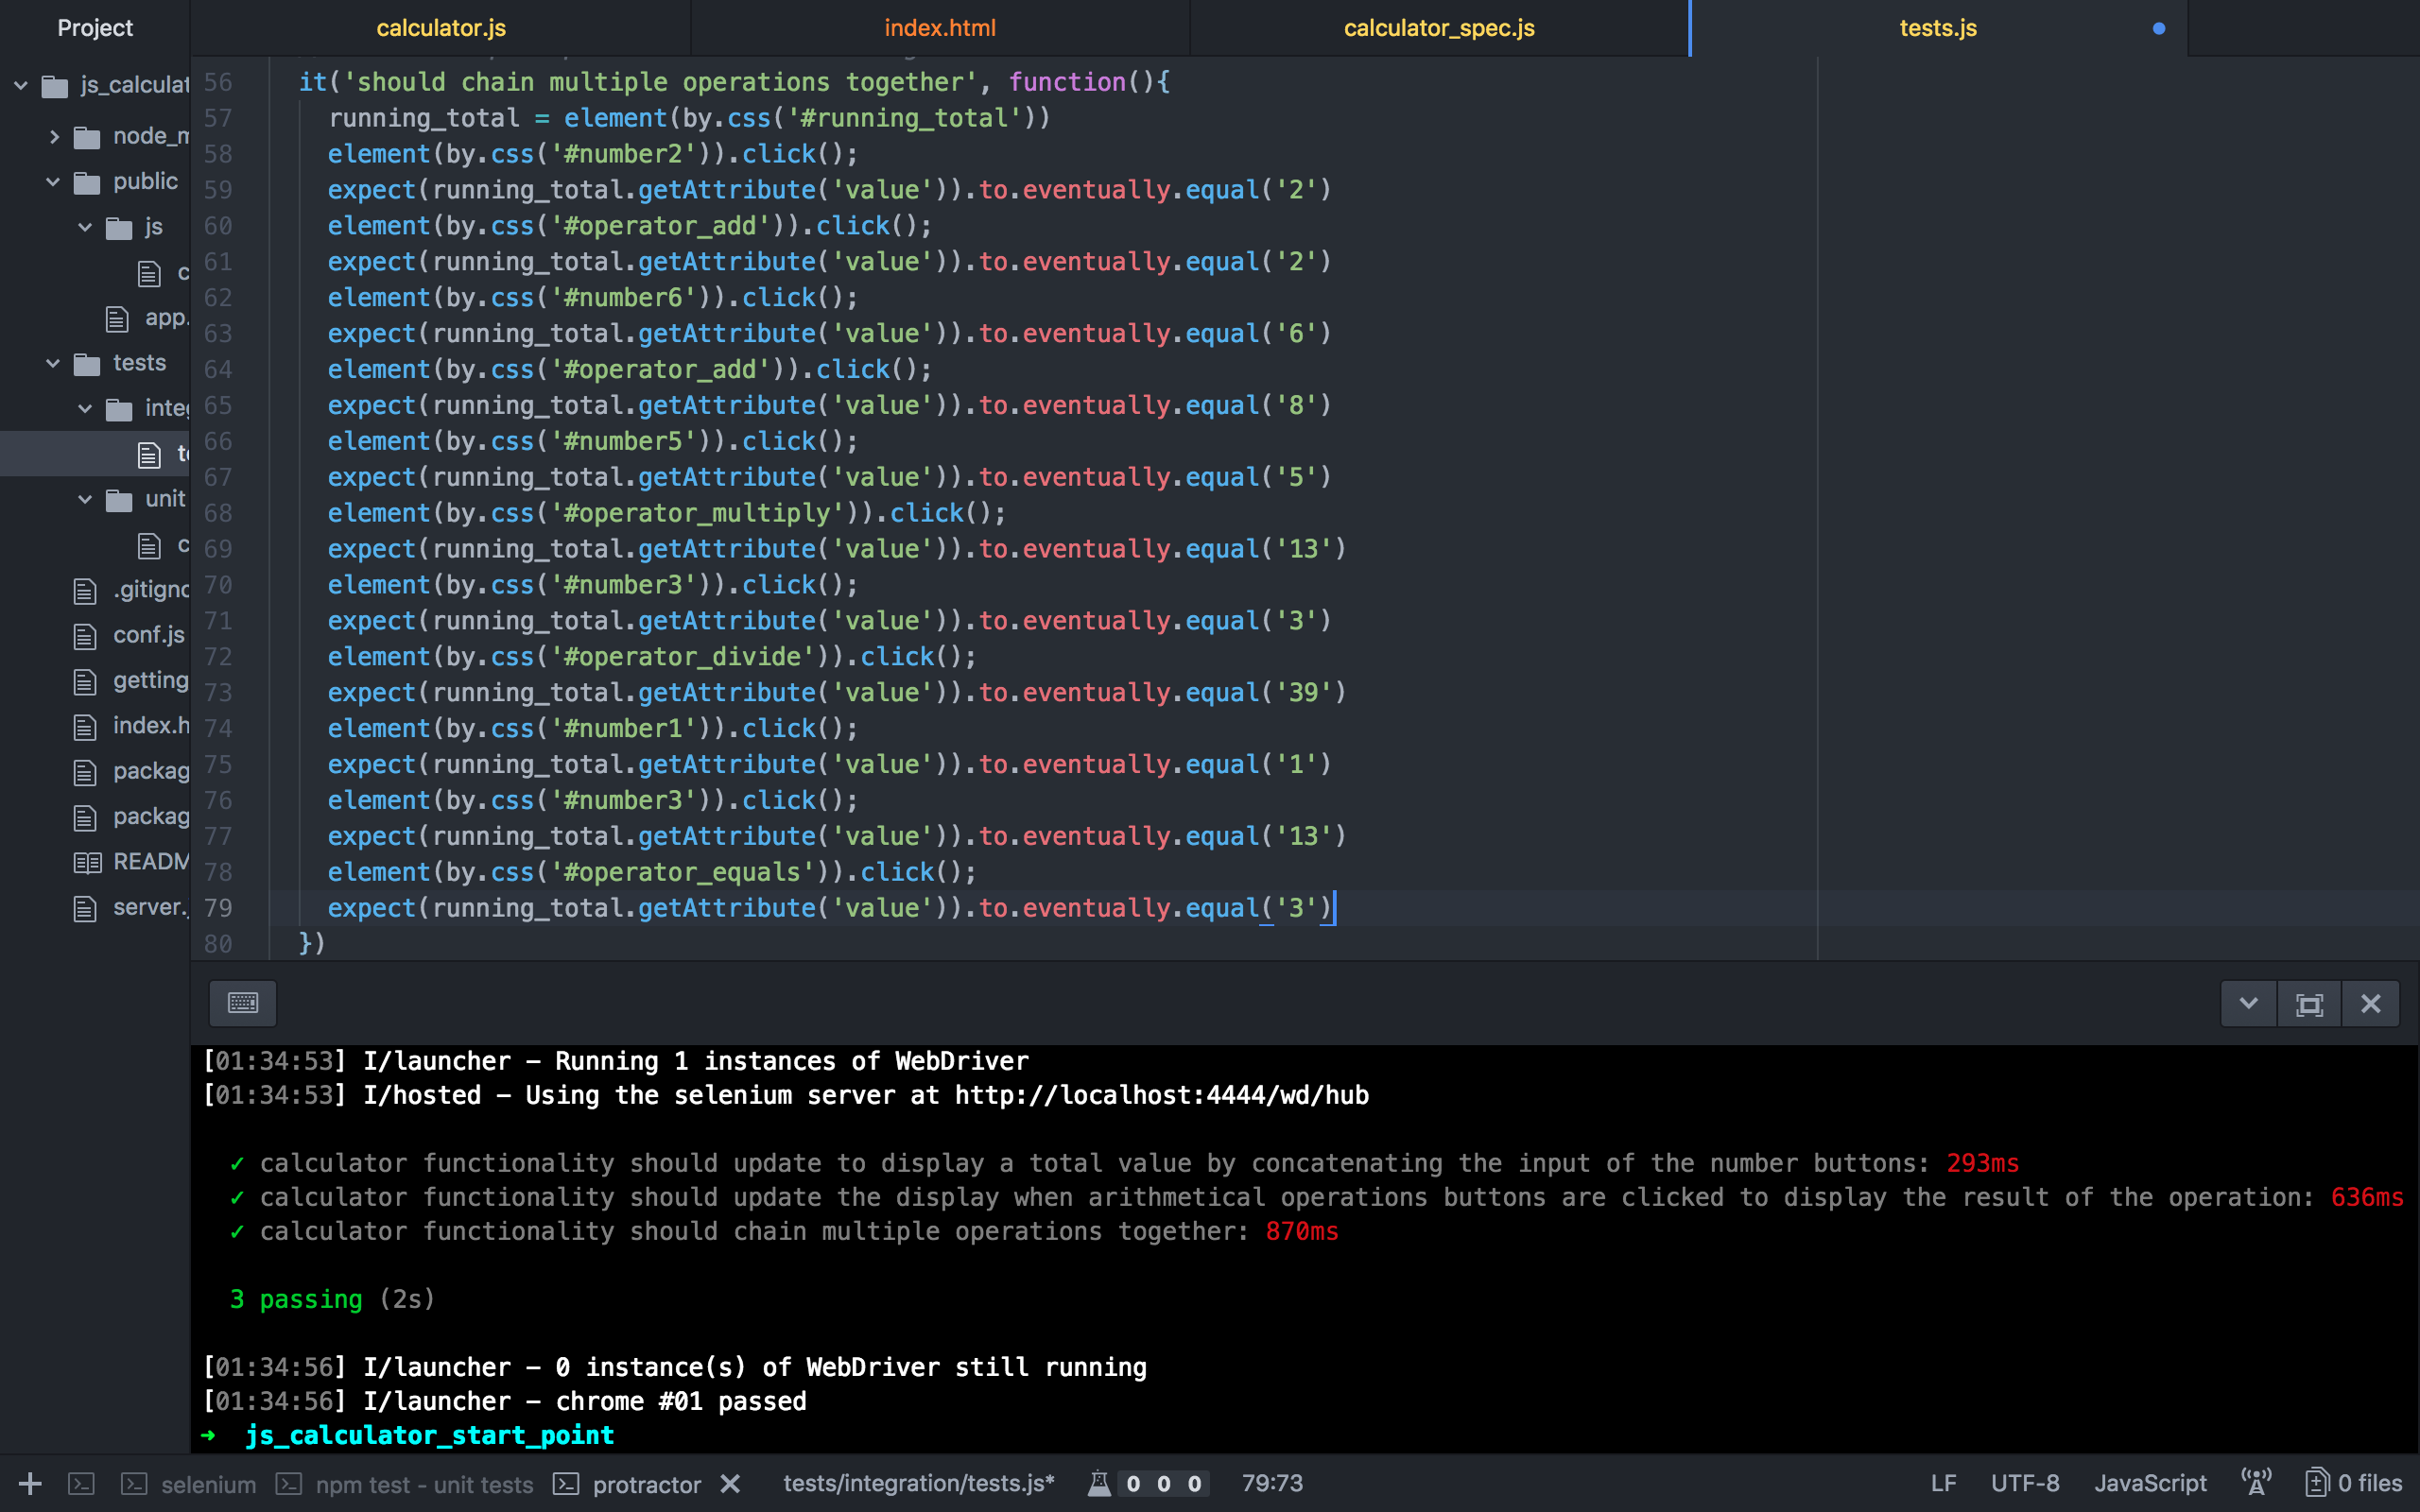 Project
calculator.js
index.html
calculator_spec.js
tests.js
js_calculat
node_m
public
js
c
app.
tests
integ
te
unit
c
.gitigno
conf.js
getting
index.h
packag
packag
READM
server.
56 it('should chain multiple operations together', function(){
57 running_total = element(by.css('#running_total'))
58 element(by.css('#number2')).click();
59 expect(running_total.getAttribute('value')).to.eventually.equal('2')
60 element(by.css('#operator_add')).click();
61 expect(running_total.getAttribute('value')).to.eventually.equal('2')
62 element(by.css('#number6')).click();
63 expect(running_total.getAttribute('value')).to.eventually.equal('6')
64 element(by.css('#operator_add')).click();
65 expect(running_total.getAttribute('value')).to.eventually.equal('8')
66 element(by.css('#number5')).click();
67 expect(running_total.getAttribute('value')).to.eventually.equal('5')
68 element(by.css('#operator_multiply')).click();
69 expect(running_total.getAttribute('value')).to.eventually.equal('13')
70 element(by.css('#number3')).click();
71 expect(running_total.getAttribute('value')).to.eventually.equal('3')
72 element(by.css('#operator_divide')).click();
73 expect(running_total.getAttribute('value')).to.eventually.equal('39')
74 element(by.css('#number1')).click();
75 expect(running_total.getAttribute('value')).to.eventually.equal('1')
76 element(by.css('#number3')).click();
77 expect(running_total.getAttribute('value')).to.eventually.equal('13')
78 element(by.css('#operator_equals')).click();
79 expect(running_total.getAttribute('value')).to.eventually.equal('3')
80 })
[01:34:53] I/launcher – Running 1 instances of WebDriver
[01:34:53] I/hosted – Using the selenium server at http://localhost:4444/wd/hub
✓ calculator functionality should update to display a total value by concatenating the input of the number buttons: 293ms
✓ calculator functionality should update the display when arithmetical operations buttons are clicked to display the result of the operation: 636ms
✓ calculator functionality should chain multiple operations together: 870ms
3 passing (2s)
[01:34:56] I/launcher – 0 instance(s) of WebDriver still running
[01:34:56] I/launcher – chrome #01 passed
➜ js_calculator_start_point
selenium npm test - unit tests protractor tests/integration/tests.js* 0 0 0 79:73 LF UTF-8 JavaScript 0 files